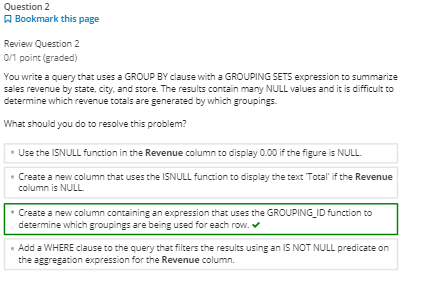 Question 2
Bookmark this page
Review Question 2
0/1 point (graded)
You write a query that uses a GROUP BY clause with a GROUPING SETS expression to summarize
sales revenue by state, city, and store. The results contain many NULL values and it is difficult to
determine which revenue totals are generated by which groupings.
What should you do to resolve this problem?
Use the ISNULL function in the Revenue column to display 0.00 if the figure is NULL.
Create a new column that uses the ISNULL function to display the text 'Total' if the Revenue
column is NULL.
Create a new column containing an expression that uses the GROUPING_ID function to
determine which groupings are being used for each row. ✔
Add a WHERE clause to the query that filters the results using an IS NOT NULL predicate on
the aggregation expression for the Revenue column.